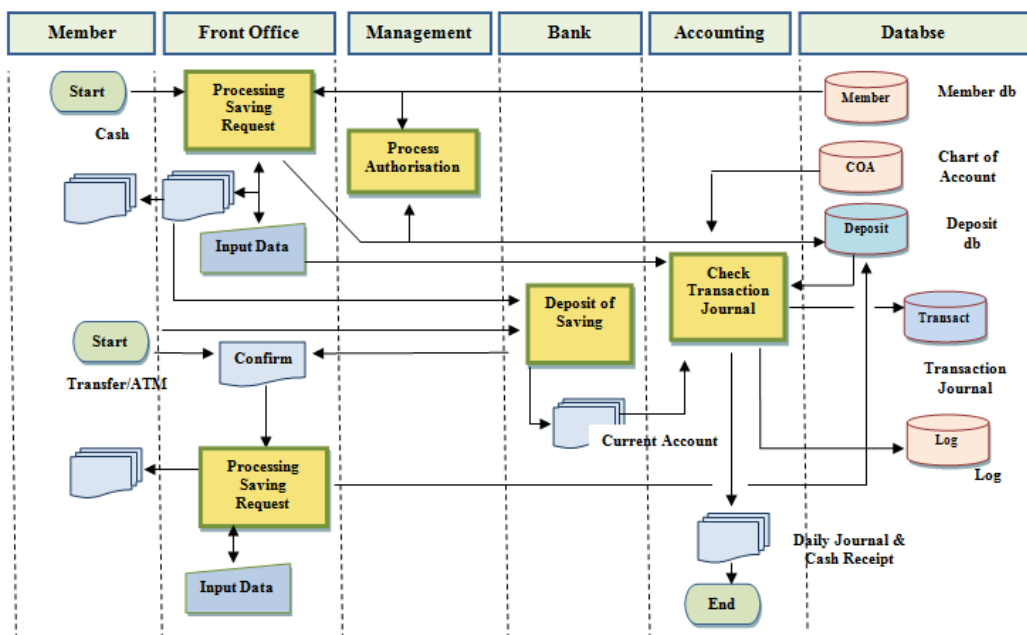 Member
Front Office
Management
Bank
Accounting
Databse
Start
Processing
Saving
Request
Member
Member db
Cash
Process
Authorisation
COA
Chart of
Account
Input Data
Deposit
Deposit
db
Check
Transaction
Journal
Deposit of
Saving
Transact
Start
Confirm
Transfer/ATM
Transaction
Journal
Current Account
Log
Log
Processing
Saving
Request
Daily Journal &
Cash Receipt
Input Data
End